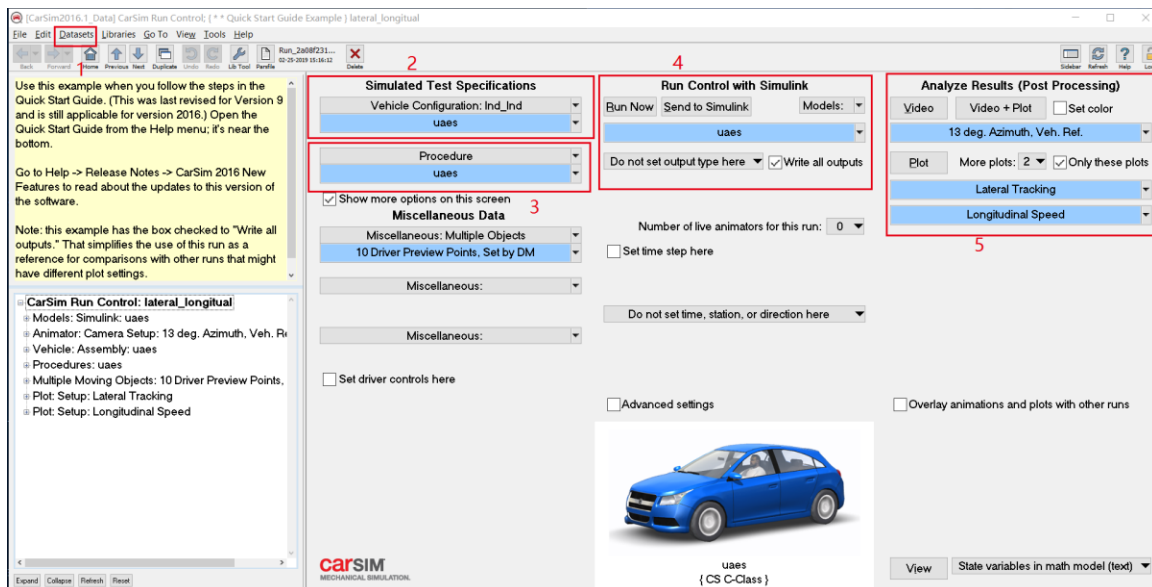 [CarSim2016.1_Data] CarSim Run Control; { * * Quick Start Guide Example } lateral_longitual
File Edit Datasets Libraries Go To View Tools Help
1
Back Forward Home Previous Next Duplicate Undo Redo Lib Tool Parsfile
Run_2a08f231...
02-25-2019 15:16:12
Delete
Sidebar Refresh Help
Use this example when you follow the steps in the
Quick Start Guide. (This was last revised for Version 9
and is still applicable for version 2016.) Open the
Quick Start Guide from the Help menu; it's near the
bottom.
Go to Help -> Release Notes -> CarSim 2016 New
Features to read about the updates to this version of
the software.
Note: this example has the box checked to "Write all
outputs." That simplifies the use of this run as a
reference for comparisons with other runs that might
have different plot settings.
CarSim Run Control: lateral_longitual
Models: Simulink: uaes
Animator: Camera Setup: 13 deg. Azimuth, Veh. Re
Vehicle: Assembly: uaes
Procedures: uaes
Multiple Moving Objects: 10 Driver Preview Points,
Plot: Setup: Lateral Tracking
Plot: Setup: Longitudinal Speed
Expand Collapse Refresh Reset
2
Simulated Test Specifications
Vehicle Configuration: Ind_Ind
uaes
Procedure
uaes
3
Show more options on this screen
Miscellaneous Data
Miscellaneous: Multiple Objects
10 Driver Preview Points, Set by DM
Miscellaneous:
Miscellaneous:
Set driver controls here
carSIM
MECHANICAL SIMULATION.
4
Run Control with Simulink
Run Now Send to Simulink Models:
uaes
Do not set output type here Write all outputs
Number of live animators for this run: 0
Set time step here
Do not set time, station, or direction here
Advanced settings
uaes
{ CS C-Class }
Analyze Results (Post Processing)
Video Video + Plot Set color
13 deg. Azimuth, Veh. Ref.
Plot More plots: 2 Only these plots
Lateral Tracking
Longitudinal Speed
5
Overlay animations and plots with other runs
View State variables in math model (text)